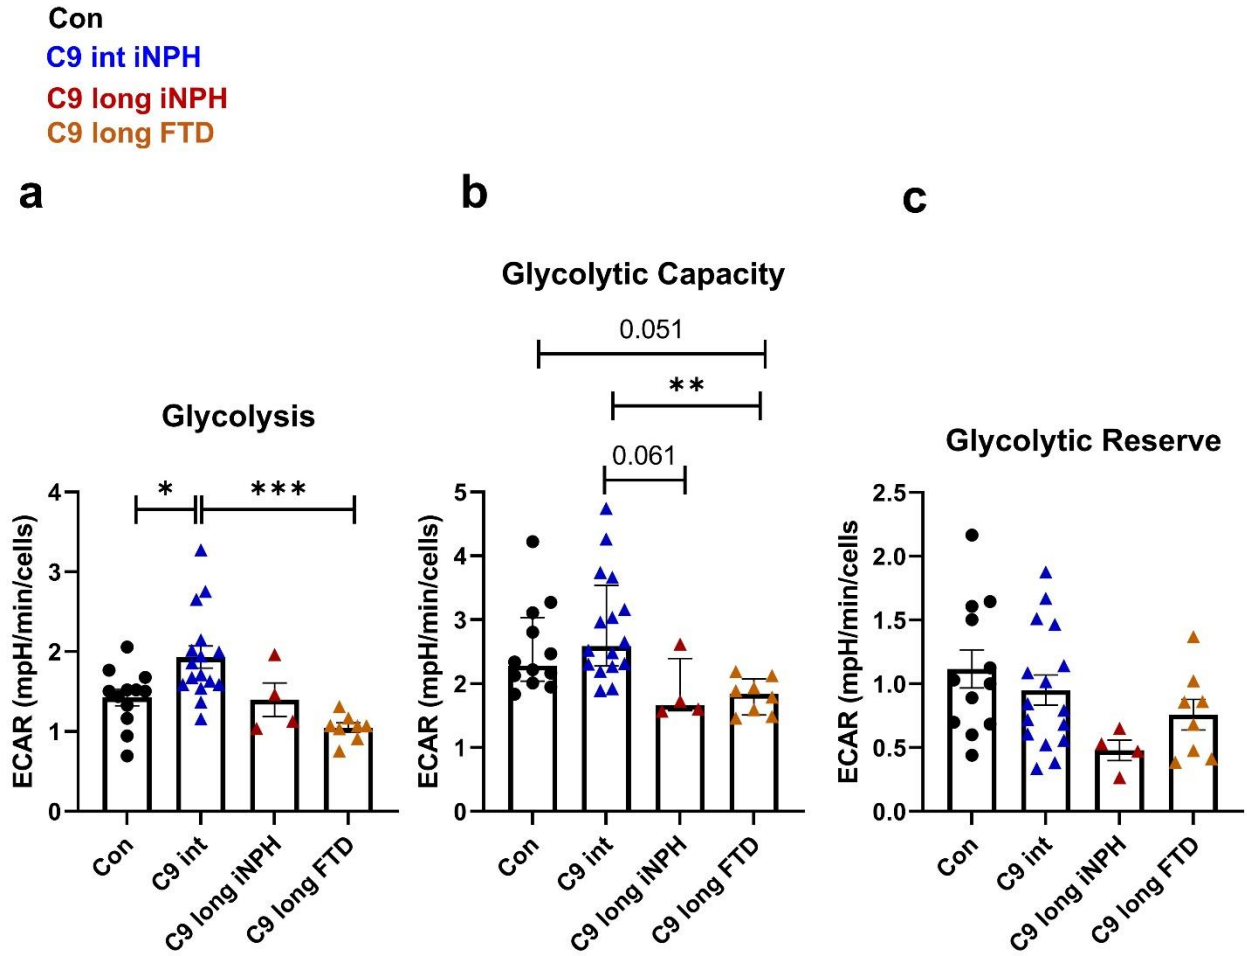 Con
C9 int iNPH
C9 long iNPH
C9 long FTD
a
b
c
Glycolysis
* ***
ECAR (mpH/min/cells)
4
3
2
1
0
Con
C9 int
C9 long iNPH
C9 long FTD
Glycolytic Capacity
0.051
**
0.061
ECAR (mpH/min/cells)
5
4
3
2
1
0
Con
C9 int
C9 long iNPH
C9 long FTD
Glycolytic Reserve
ECAR (mpH/min/cells
2.5
2.0
1.5
1.0
0.5
0.0
Con
C9 int
C9 long iNPH
C9 long FTD